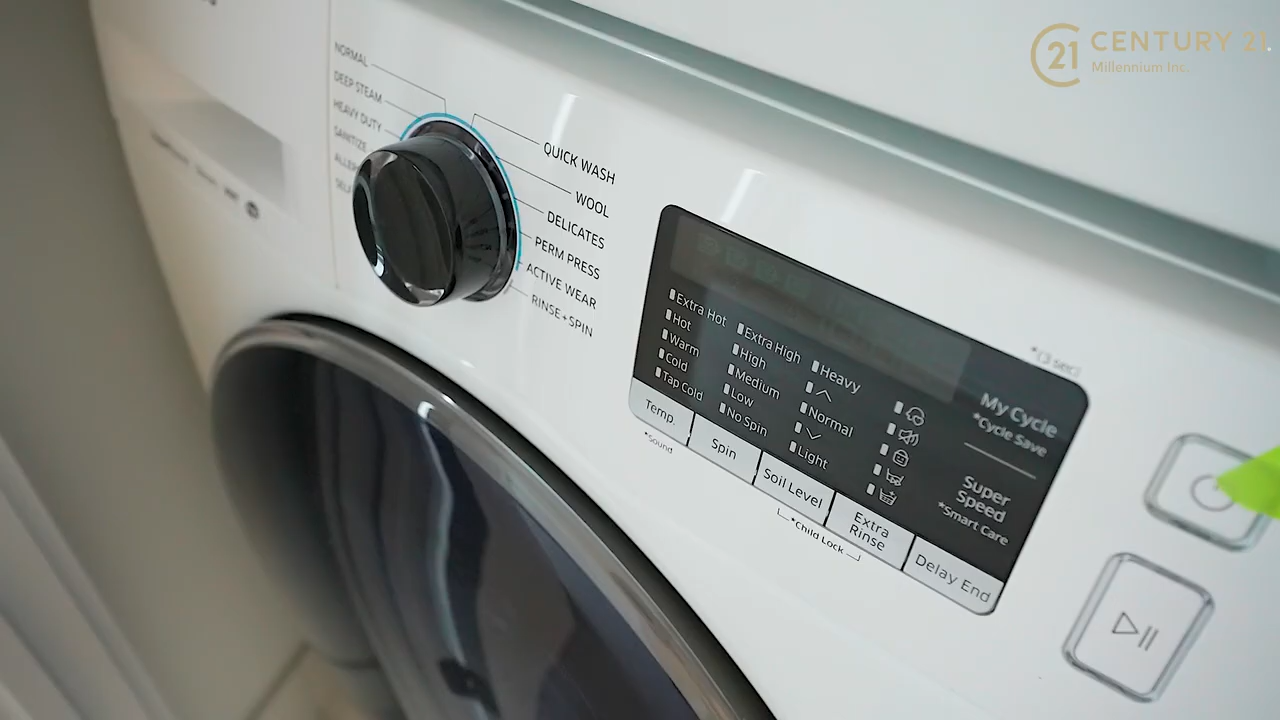 21 CENTURY 21.
Millennium Inc.
NORMAL
DEEP STEAM
HEAVY DUTY
SANITIZE
QUICK WASH
WOOL
DELICATES
PERM PRESS
ACTIVE WEAR
RINSE+SPIN
Extra Hot
Hot
Warm
Cold
Tap Cold
Extra High
High
Medium
Low
No Spin
Heavy
Normal
Light
*(3 sec)
My Cycle
*Cycle Save
Super
Speed
*Smart Care
Temp.
Spin
Soil Level
Extra
Rinse
Delay End
*Sound
*Child Lock